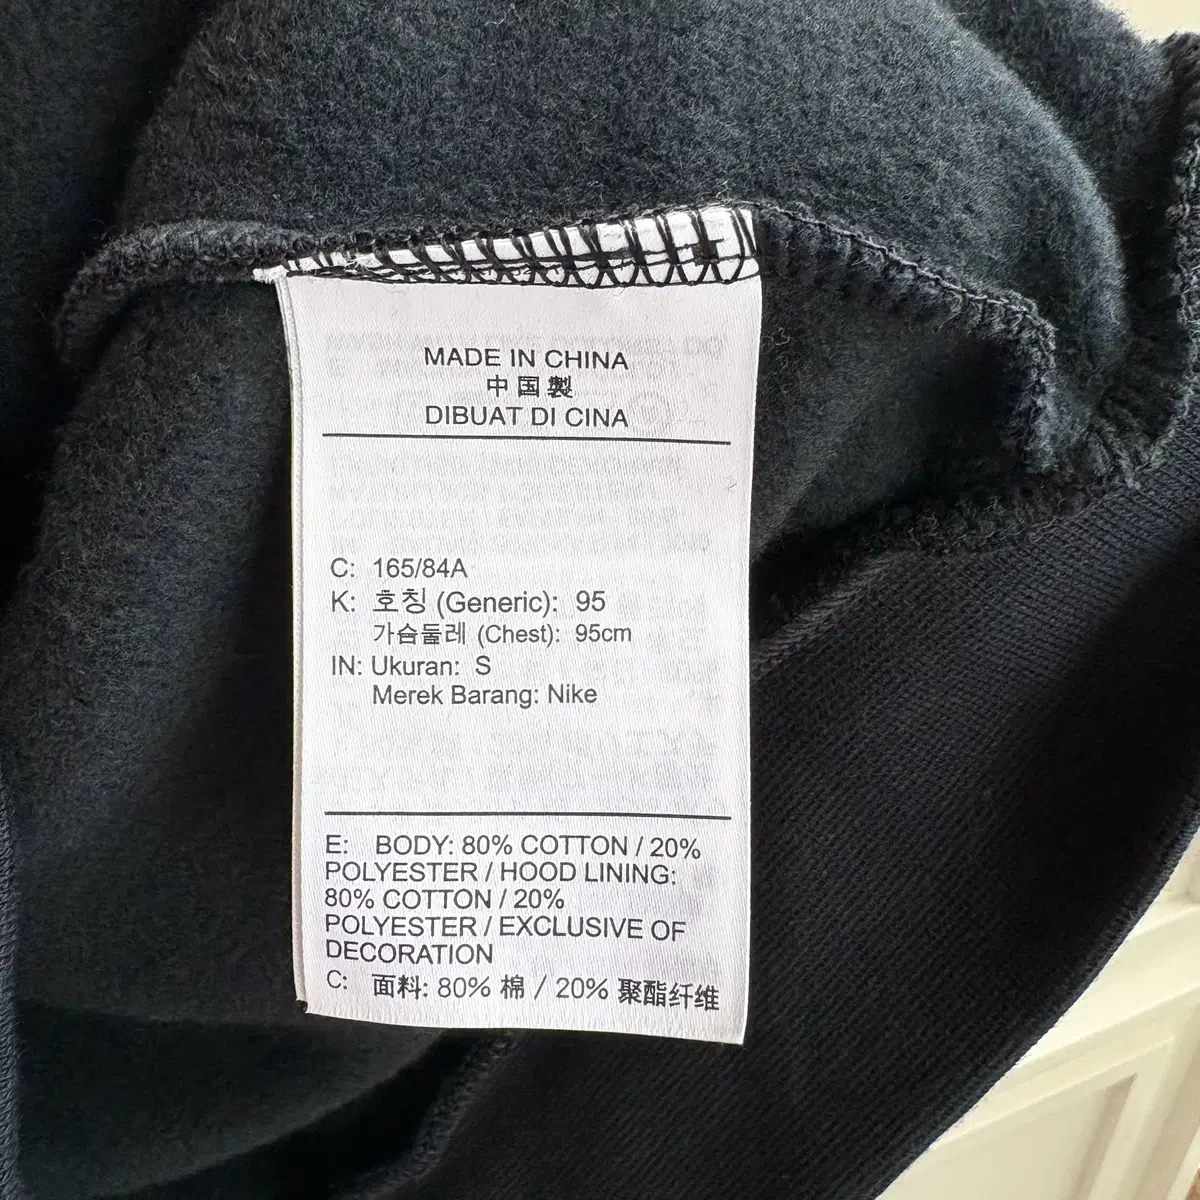 MADE IN CHINA
中国製
DIBUAT DI CINA
C: 165/84A
K: 호칭 (Generic): 95
가슴둘레 (Chest): 95cm
IN: Ukuran: S
Merek Barang: Nike
E: BODY: 80% COTTON / 20%
POLYESTER / HOOD LINING:
80% COTTON / 20%
POLYESTER / EXCLUSIVE OF
DECORATION
C: 面料: 80% 棉 / 20% 聚酯纤维